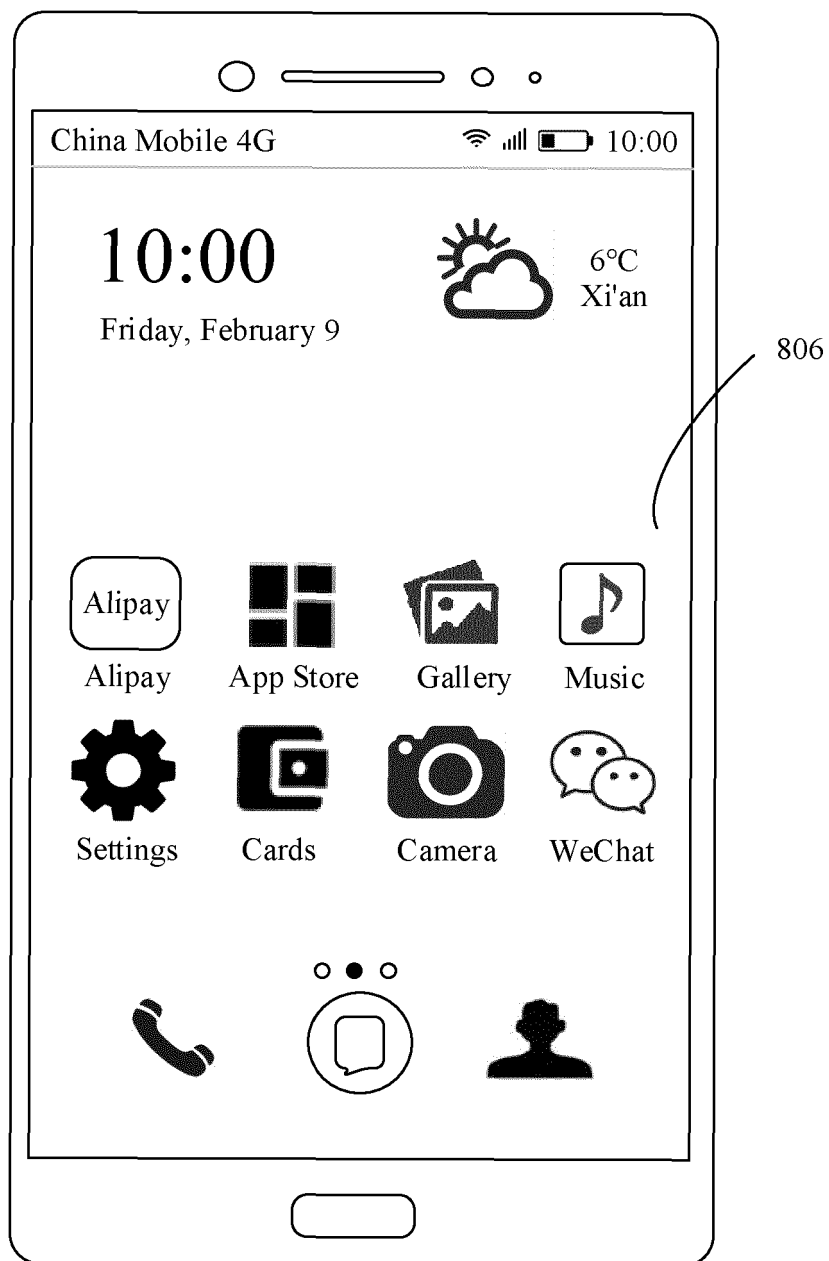 China Mobile 4G 10:00
10:00
6°C
Xi'an
Friday, February 9
806
Alipay
Alipay App Store Gallery Music
Settings Cards Camera WeChat